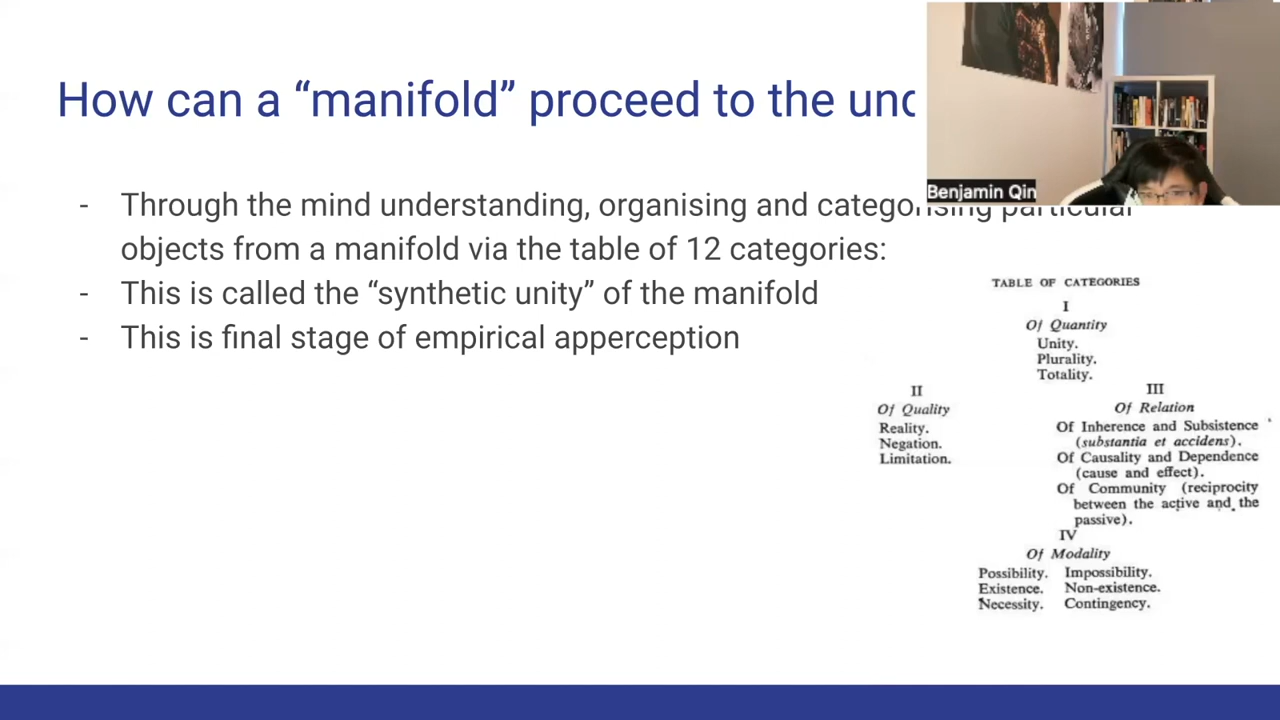 How can a “manifold” proceed to the
Benjamin Qin
- Through the mind understanding, organising and categorising particular
objects from a manifold via the table of 12 categories:
- This is called the “synthetic unity” of the manifold
- This is final stage of empirical apperception
TABLE OF CATEGORIES
I
Of Quantity
Unity.
Plurality.
Totality.
II
Of Quality
Reality.
Negation.
Limitation.
III
Of Relation
Of Inherence and Subsistence
(substantia et accidens).
Of Causality and Dependence
(cause and effect).
Of Community (reciprocity
between the active and the
passive).
IV
Of Modality
Possibility. Impossibility.
Existence. Non-existence.
Necessity. Contingency.